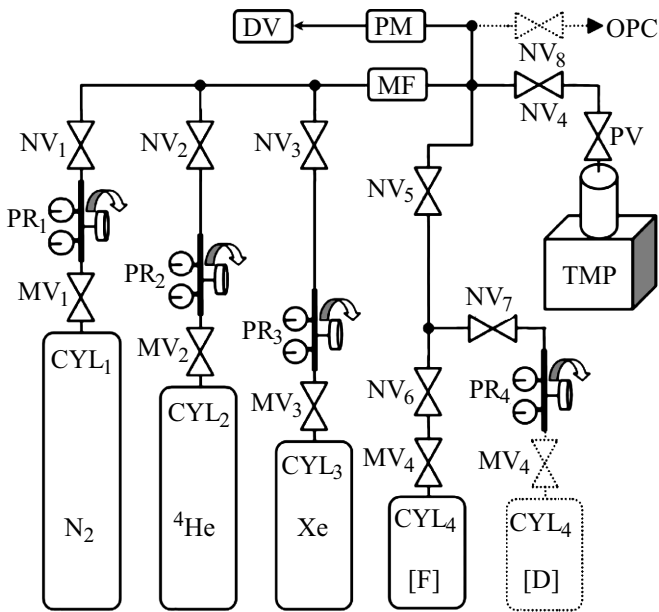 DV PM OPC
NV₈
MF
NV₁ NV₂ NV₃ NV₄ PV
NV₅
PR₁
PR₂ TMP
MV₁ NV₇
PR₃
CYL₁ MV₂
NV₆ PR₄
CYL₂ MV₃
MV₄ MV₄
CYL₃
CYL₄ CYL₄
N₂ ⁴He Xe
[F] [D]